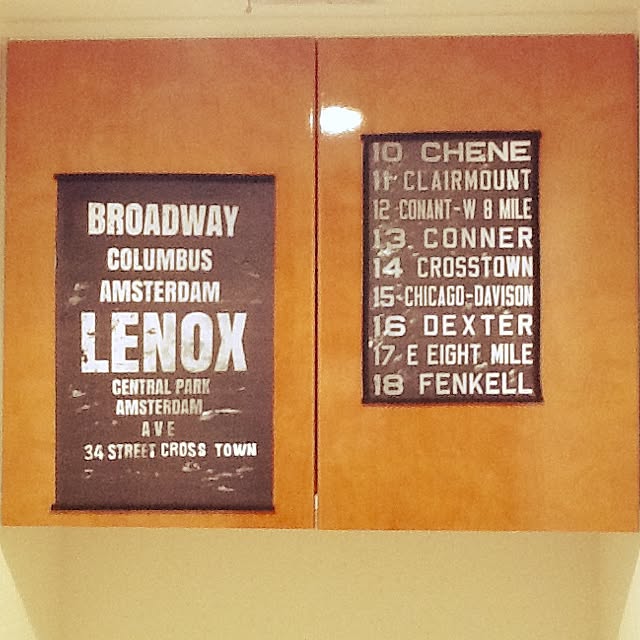 BROADWAY
COLUMBUS
AMSTERDAM
LENOX
CENTRAL PARK
AMSTERDAM
AVE
34 STREET CROSS TOWN
10 CHENE
11 CLAIRMOUNT
12 CONANT-W 8 MILE
13 CONNER
14 CROSSTOWN
15 CHICAGO-DAVISON
16 DEXTER
17 E EIGHT MILE
18 FENKELL